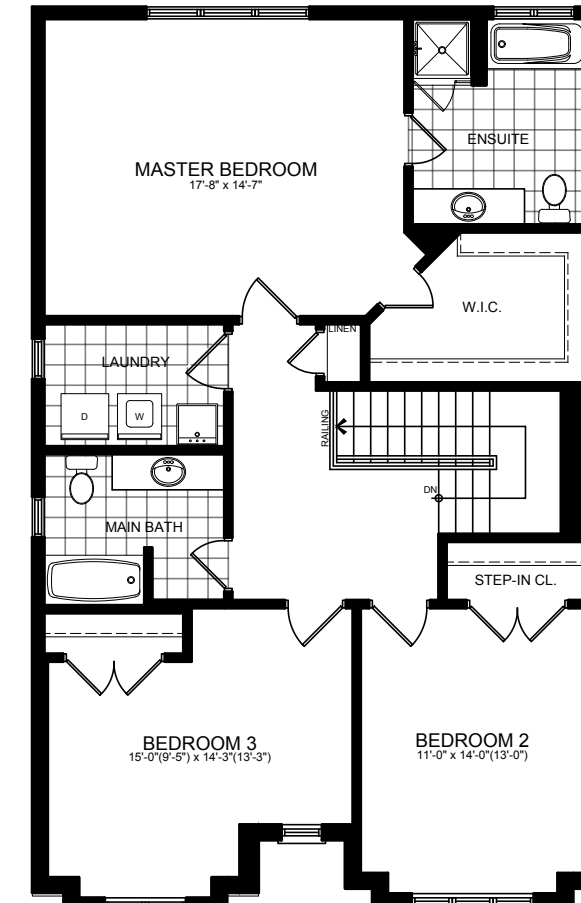 ENSUITE
MASTER BEDROOM
17'-8" x 14'-7"
W.I.C.
LINEN
LAUNDRY
D
W
RAILING
DN
MAIN BATH
STEP-IN CL.
BEDROOM 3
15'-0"(9'-5") x 14'-3"(13'-3")
BEDROOM 2
11'-0" x 14'-0"(13'-0")